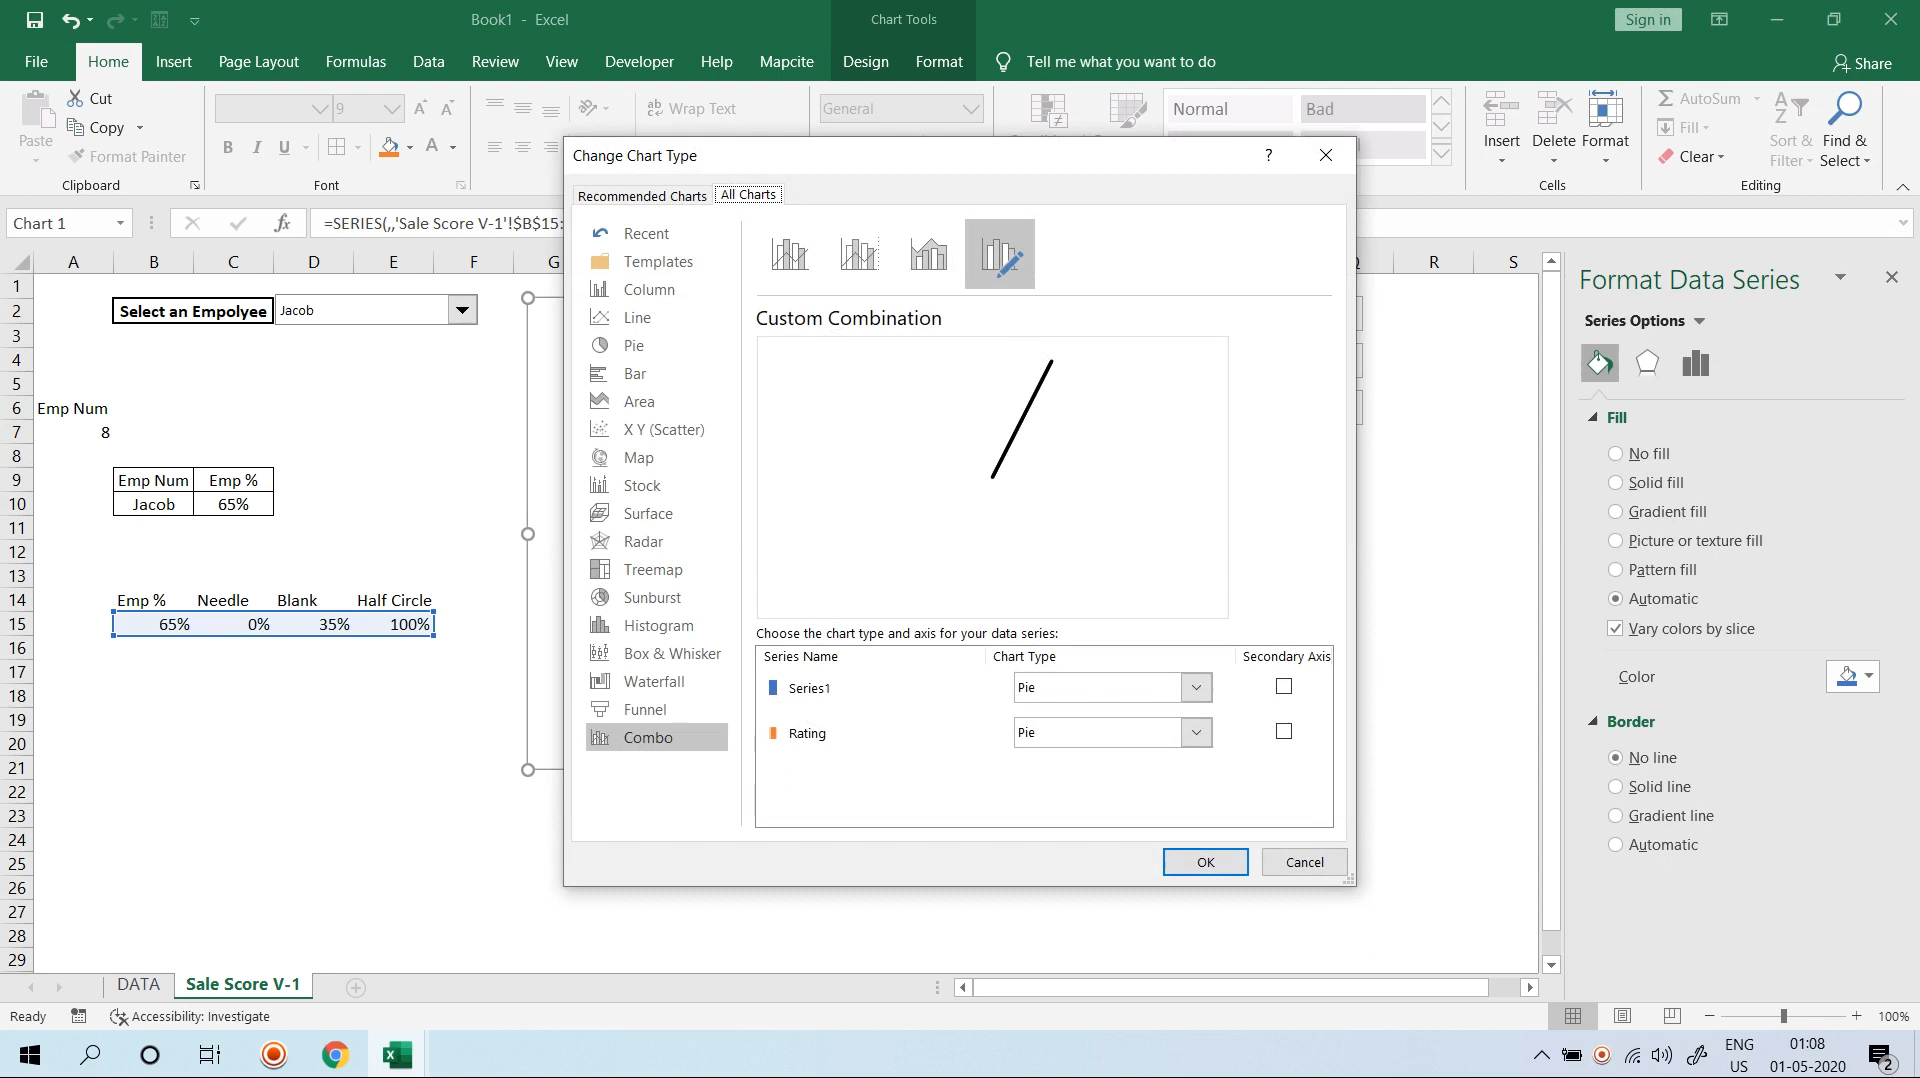 Book1 - Excel
Chart Tools
Sign in
File Home Insert Page Layout Formulas Data Review View Developer Help Mapcite Design Format Tell me what you want to do Share
Paste
Cut
Copy
Format Painter
Clipboard
9
B I U A
Font
ab Wrap Text
General
Normal
Bad
Insert Delete Format
Cells
AutoSum
Fill
Clear
Sort & Filter
Find & Select
Editing
Chart 1
fx
=SERIES(,,'Sale Score V-1'!$B$15:
A B C D E F G R S
1
2 Select an Empolyee Jacob
3
4
5
6 Emp Num
7 8
8
9 Emp Num Emp %
10 Jacob 65%
11
12
13
14 Emp % Needle Blank Half Circle
15 65% 0% 35% 100%
16
17
18
19
20
21
22
23
24
25
26
27
28
29
Change Chart Type
?
Recommended Charts All Charts
Recent
Templates
Column
Line
Pie
Bar
Area
X Y (Scatter)
Map
Stock
Surface
Radar
Treemap
Sunburst
Histogram
Box & Whisker
Waterfall
Funnel
Combo
Custom Combination
Choose the chart type and axis for your data series:
Series Name Chart Type Secondary Axis
Series1 Pie
Rating Pie
OK Cancel
Format Data Series
Series Options
Fill
No fill
Solid fill
Gradient fill
Picture or texture fill
Pattern fill
Automatic
Vary colors by slice
Color
Border
No line
Solid line
Gradient line
Automatic
DATA Sale Score V-1
Ready Accessibility: Investigate 100%
ENG
US
01:08
01-05-2020
2